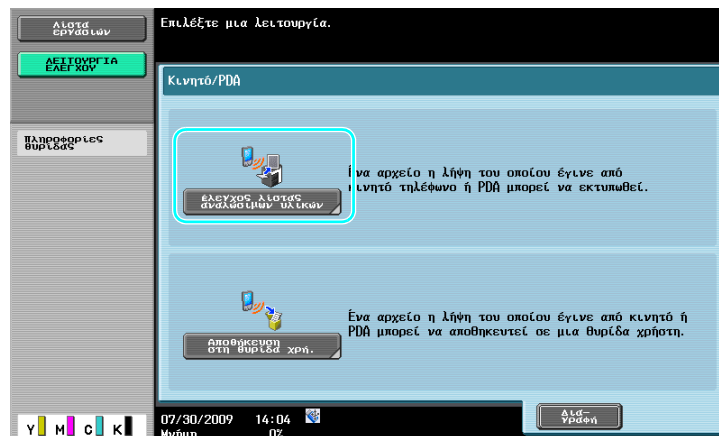 Λίστα
εργασιών
ΛΕΙΤΟΥΡΓΙΑ
ΕΛΕΓΧΟΥ
Πληροφορίες
θυρίδας
Επιλέξτε μια λειτουργία.
Κινητό/PDA
Ένα αρχείο η λήψη του οποίου έγινε από
κινητό τηλέφωνο ή PDA μπορεί να εκτυπωθεί.
έλεγχος λίστας
αναλώσιμων υλικών
Ένα αρχείο η λήψη του οποίου έγινε από κινητό ή
PDA μπορεί να αποθηκευτεί σε μια θυρίδα χρήστη.
Αποθήκευση
στη θυρίδα χρή.
Y M C K
07/30/2009 14:04
Μνήμη 0%
Δια-
γραφή